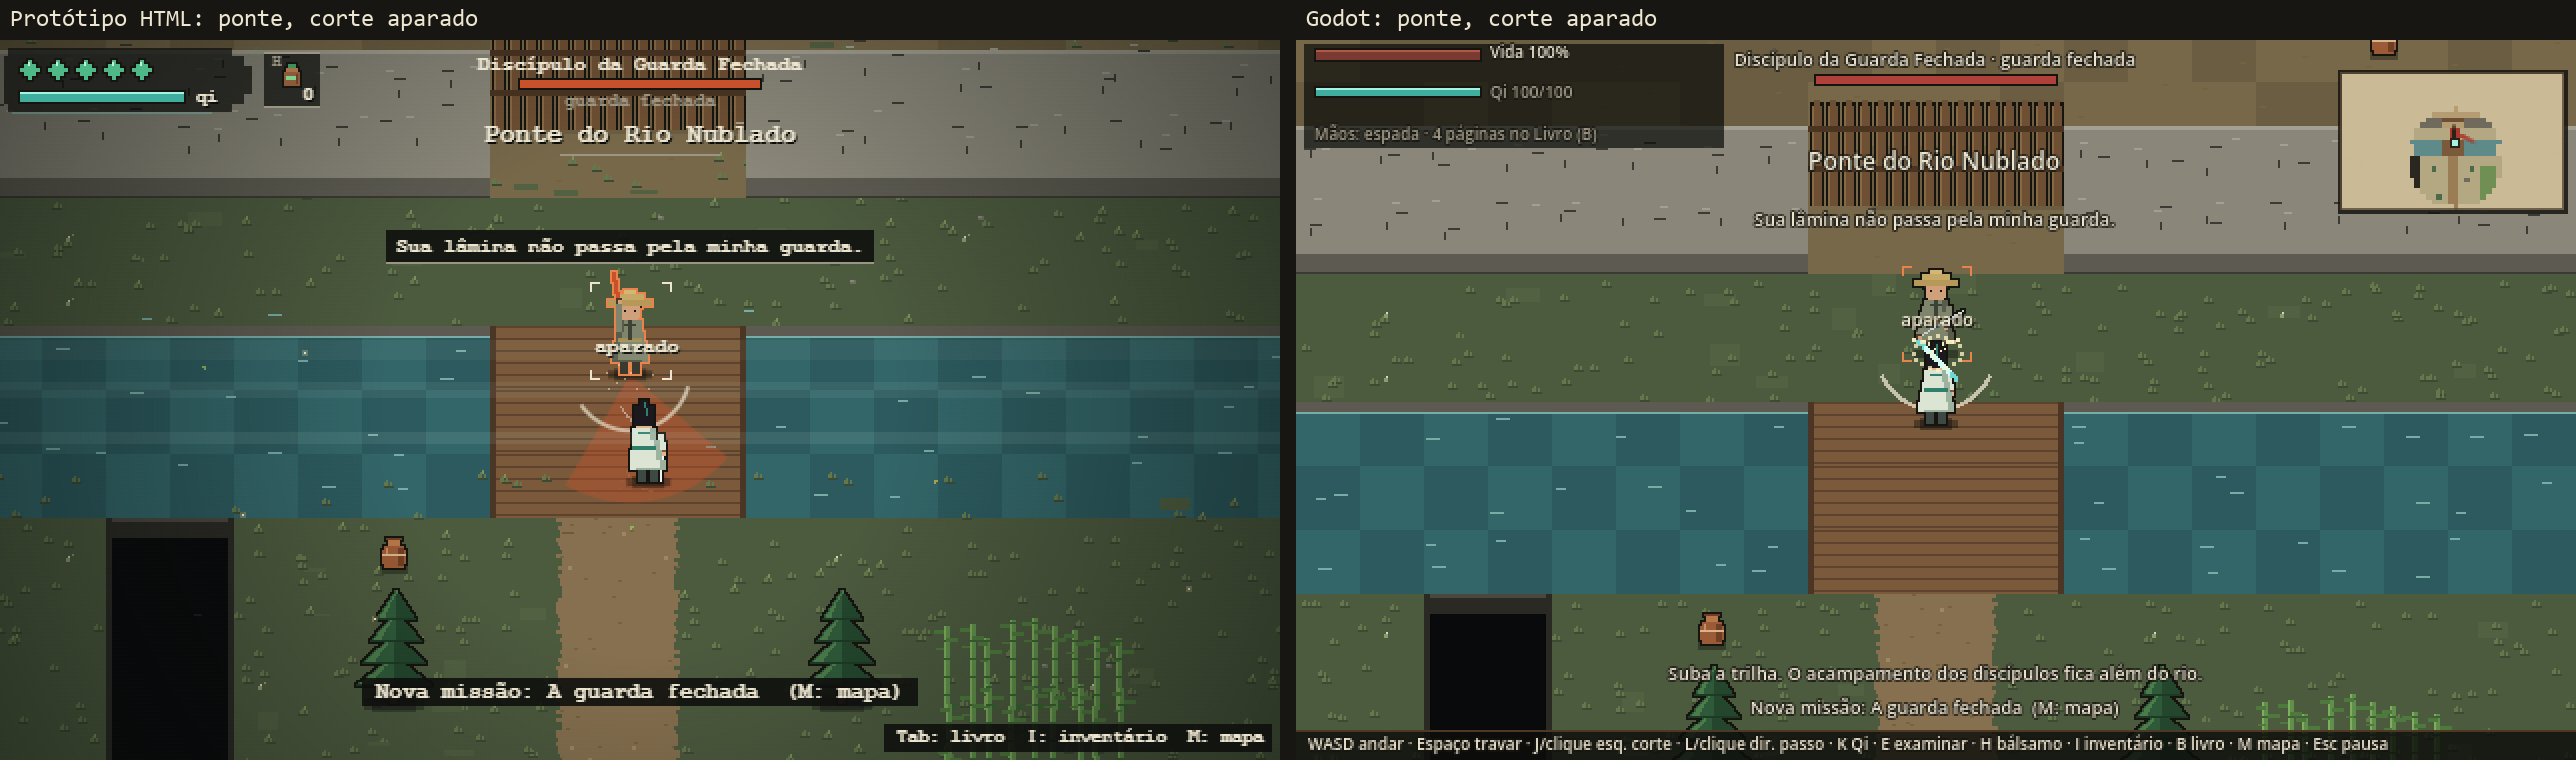 Protótipo HTML: ponte, corte aparado
H
0
qi
Discípulo da Guarda Fechada
guarda fechada
Ponte do Rio Nublado
Sua lâmina não passa pela minha guarda.
aparado
Nova missão: A guarda fechada (M: mapa)
Tab: livro I: inventário M: mapa
Godot: ponte, corte aparado
Vida 100%
Qi 100/100
Mãos: espada · 4 páginas no Livro (B)
Discípulo da Guarda Fechada · guarda fechada
Ponte do Rio Nublado
Sua lâmina não passa pela minha guarda.
aparado
Suba a trilha. O acampamento dos discípulos fica além do rio.
Nova missão: A guarda fechada (M: mapa)
WASD andar · Espaço travar · J/clique esq. corte · L/clique dir. passo · K Qi · E examinar · H bálsamo · I inventário · B livro · M mapa · Esc pausa